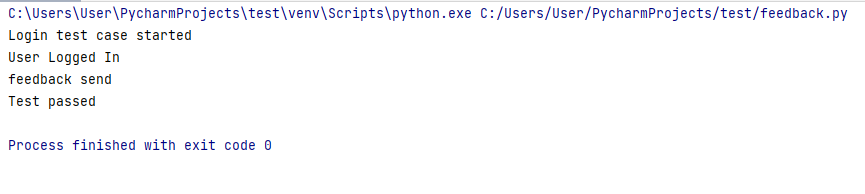 C:\Users\User\PycharmProjects\test\venv\Scripts\python.exe C:/Users/User/PycharmProjects/test/feedback.py
Login test case started
User Logged In
feedback send
Test passed
Process finished with exit code 0